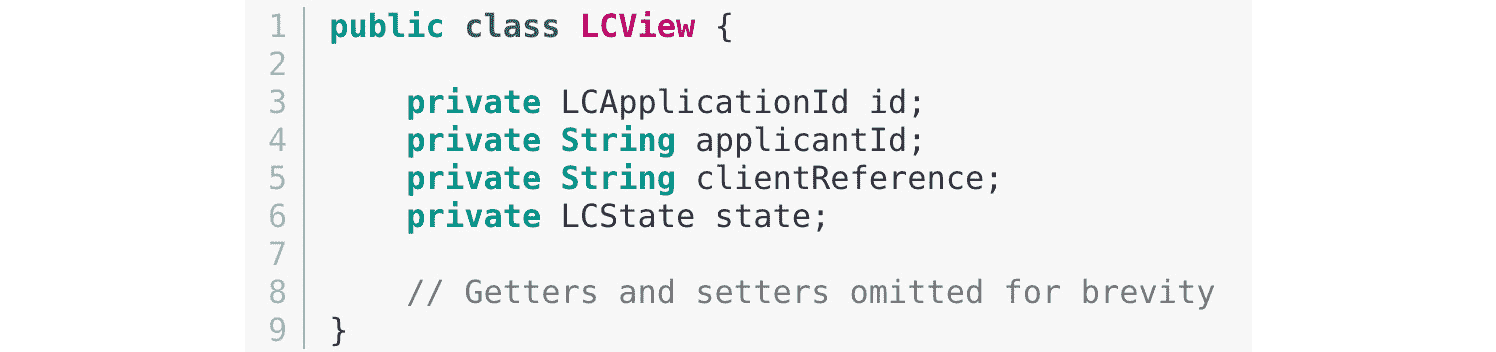 1 public class LCView {
2
3     private LCApplicationId id;
4     private String applicantId;
5     private String clientReference;
6     private LCState state;
7
8     // Getters and setters omitted for brevity
9 }